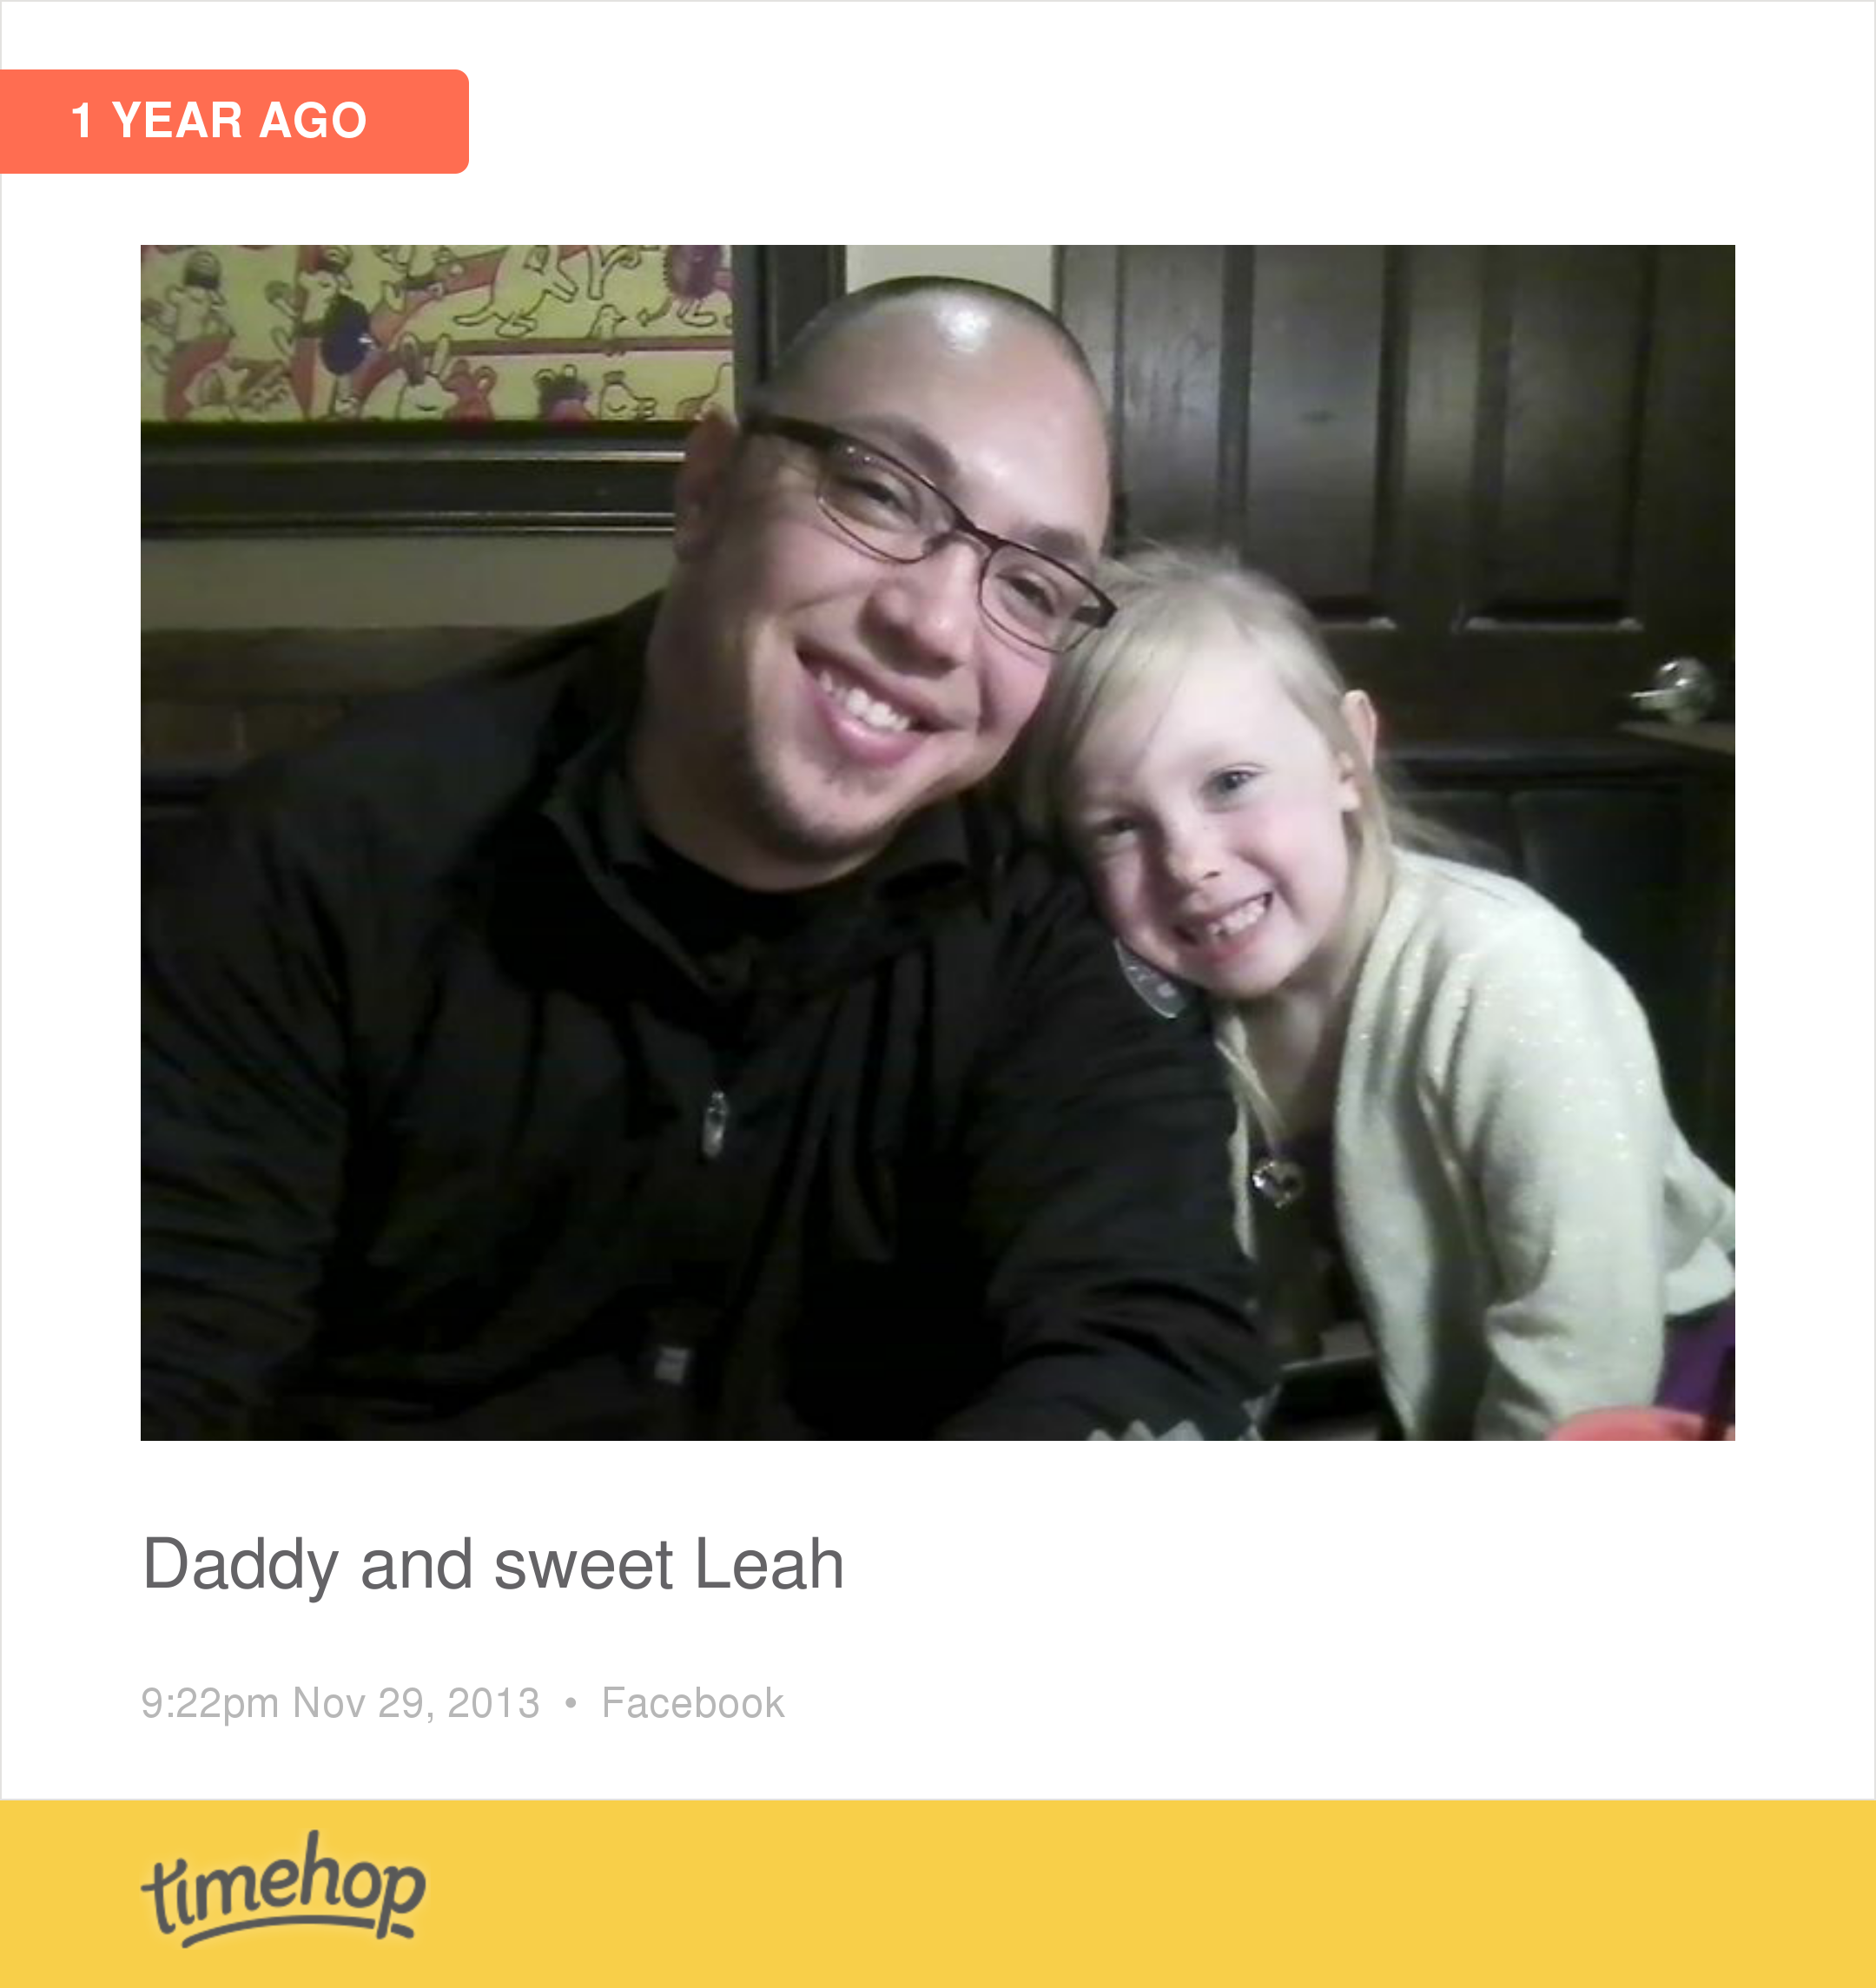 1 YEAR AGO
Daddy and sweet Leah
9:22pm Nov 29, 2013 • Facebook
timehop